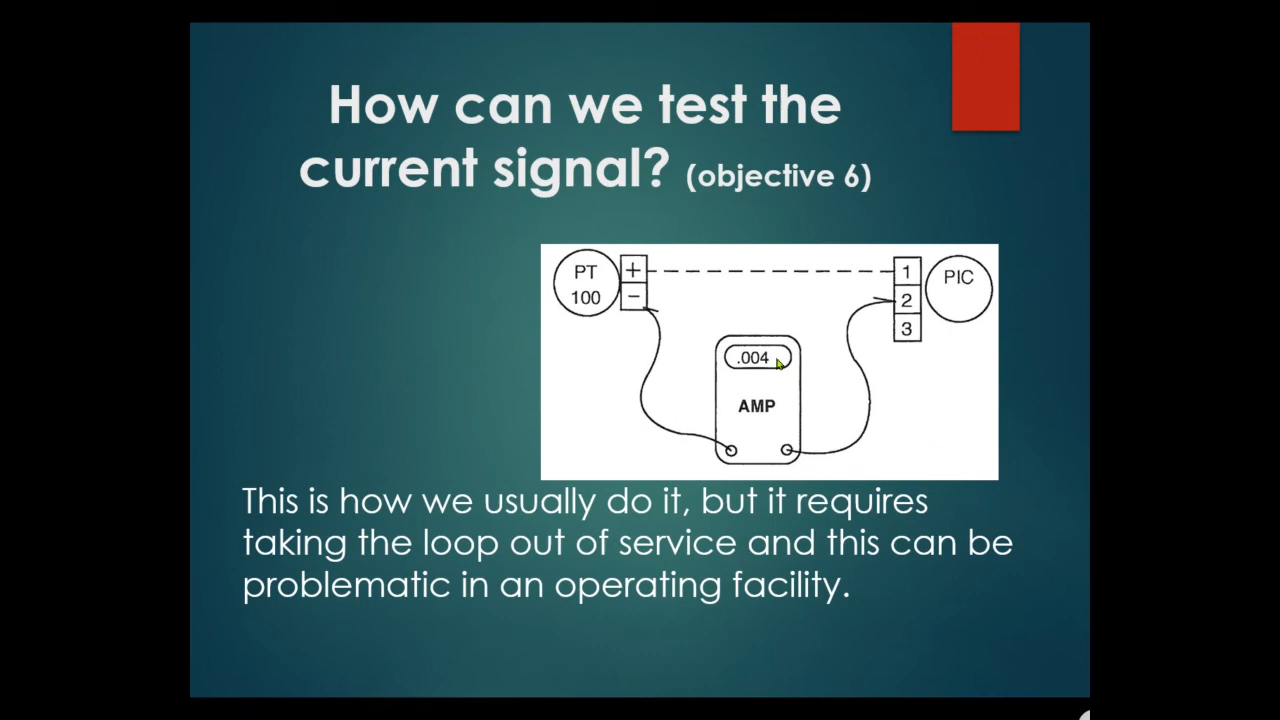 How can we test the
current signal? (objective 6)
PT
100
+
−
1
2
3
PIC
.004
AMP
This is how we usually do it, but it requires
taking the loop out of service and this can be
problematic in an operating facility.